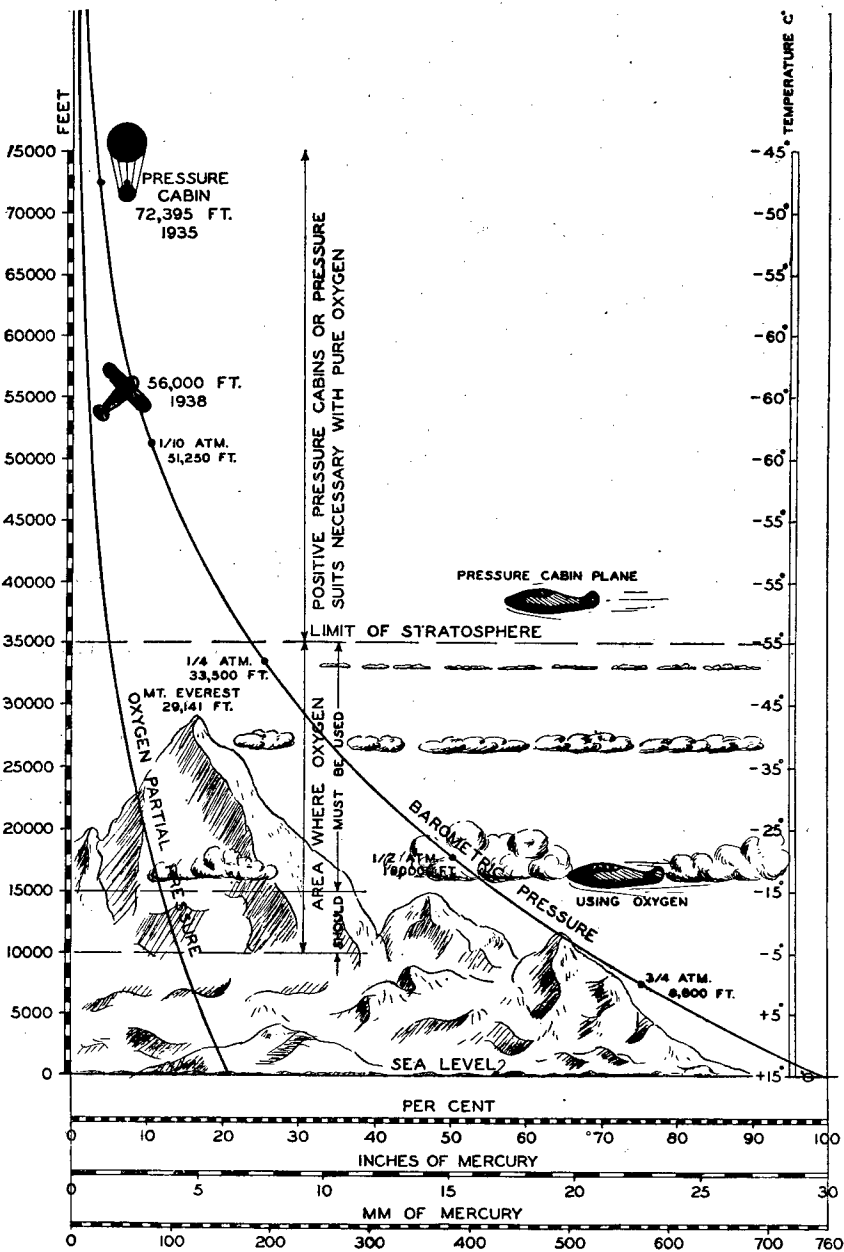 FEET
TEMPERATURE C°
75000
70000
65000
60000
55000
50000
45000
40000
35000
30000
25000
20000
15000
10000
5000
0
-45°
-50°
-55°
-60°
-60°
-60°
-55°
-55°
-55°
-45°
-35°
-25°
-15°
-5°
+5°
+15°
PRESSURE
CABIN
72,395 FT.
1935
56,000 FT.
1938
1/10 ATM.
51,250 FT.
POSITIVE PRESSURE CABINS OR PRESSURE
SUITS NECESSARY WITH PURE OXYGEN
PRESSURE CABIN PLANE
LIMIT OF STRATOSPHERE
1/4 ATM.
33,500 FT.
MT. EVEREST
29,141 FT.
OXYGEN PARTIAL PRESSURE
AREA WHERE OXYGEN
SHOULD MUST BE USED
BAROMETRIC PRESSURE
1/2 ATM.
18000 FT.
USING OXYGEN
3/4 ATM.
8,800 FT.
SEA LEVEL
PER CENT
0 10 20 30 40 50 60 70 80 90 100
INCHES OF MERCURY
0 5 10 15 20 25 30
MM OF MERCURY
0 100 200 300 400 500 600 700 760